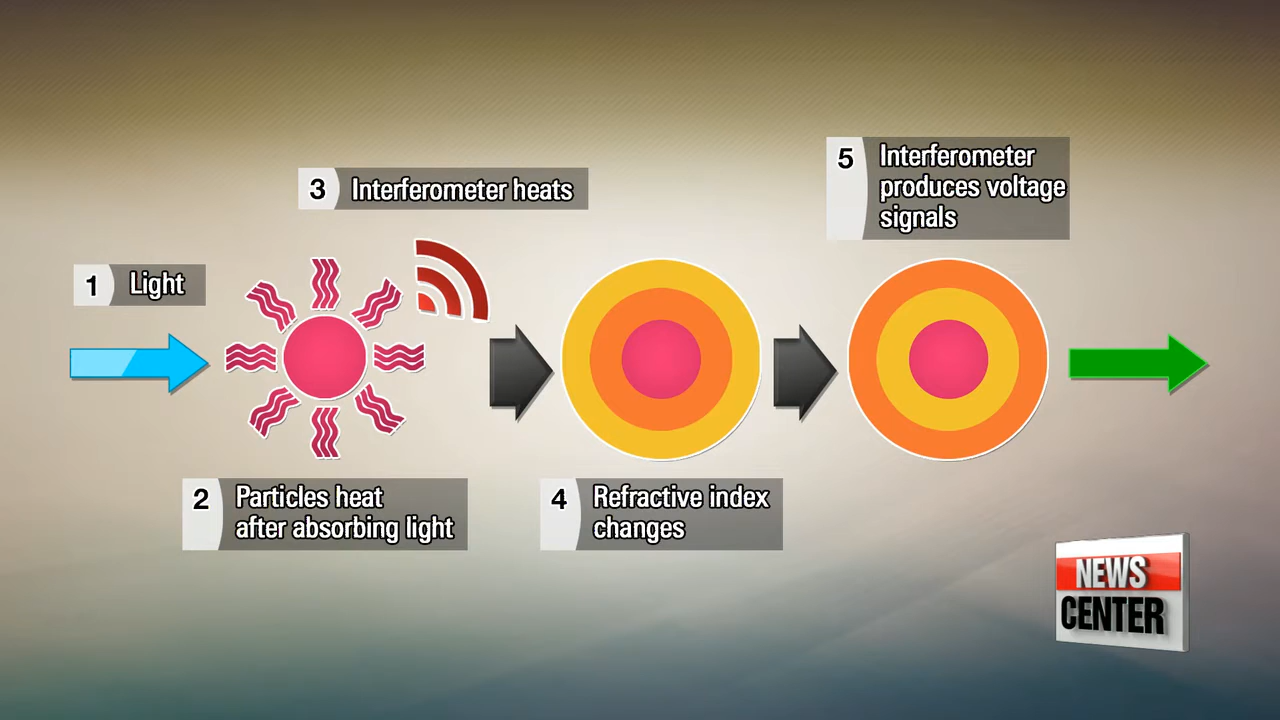 1 Light
2 Particles heat
after absorbing light
3 Interferometer heats
4 Refractive index
changes
5 Interferometer
produces voltage
signals
NEWS
CENTER